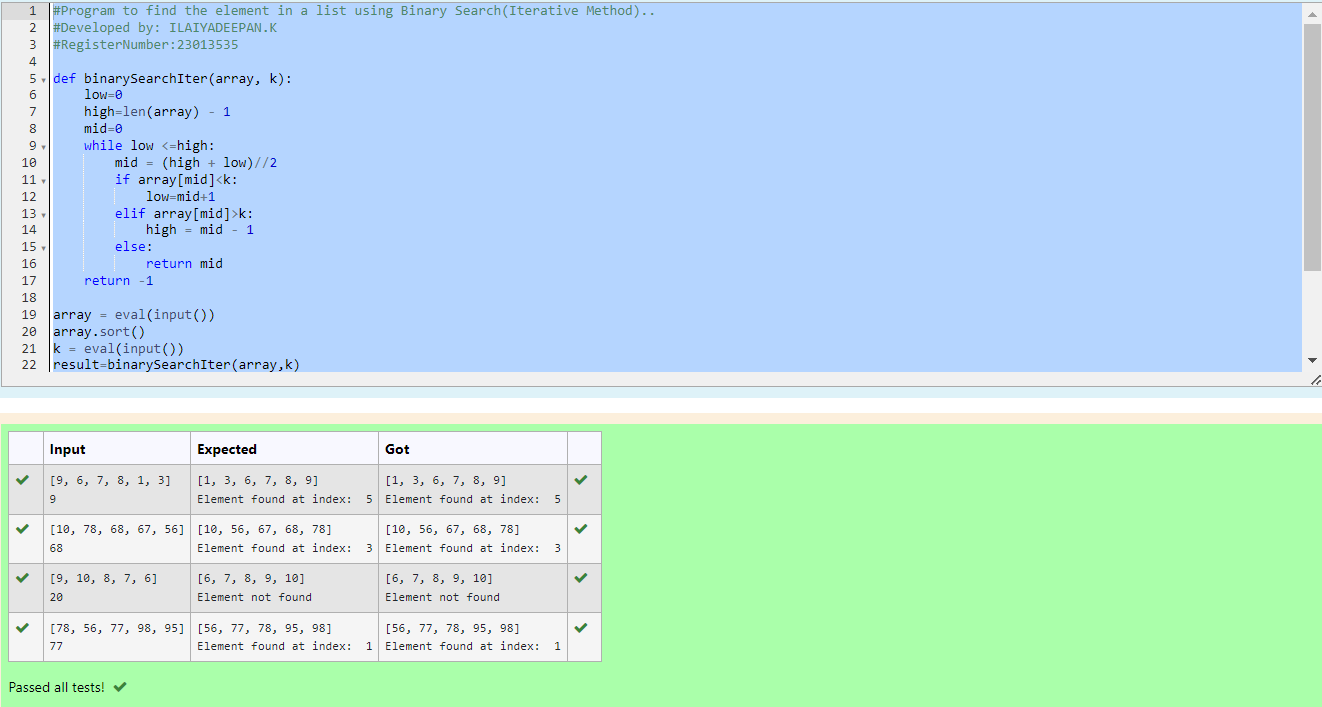 1 #Program to find the element in a list using Binary Search(Iterative Method)..
2 #Developed by: ILAIYADEEPAN.K
3 #RegisterNumber:23013535
4
5 def binarySearchIter(array, k):
6     low=0
7     high=len(array) - 1
8     mid=0
9     while low <=high:
10         mid = (high + low)//2
11         if array[mid]<k:
12             low=mid+1
13         elif array[mid]>k:
14             high = mid - 1
15         else:
16             return mid
17     return -1
18
19 array = eval(input())
20 array.sort()
21 k = eval(input())
22 result=binarySearchIter(array,k)
Input Expected Got
[9, 6, 7, 8, 1, 3] [1, 3, 6, 7, 8, 9] [1, 3, 6, 7, 8, 9]
9 Element found at index:  5 Element found at index:  5
[10, 78, 68, 67, 56] [10, 56, 67, 68, 78] [10, 56, 67, 68, 78]
68 Element found at index:  3 Element found at index:  3
[9, 10, 8, 7, 6] [6, 7, 8, 9, 10] [6, 7, 8, 9, 10]
20 Element not found Element not found
[78, 56, 77, 98, 95] [56, 77, 78, 95, 98] [56, 77, 78, 95, 98]
77 Element found at index:  1 Element found at index:  1
Passed all tests!